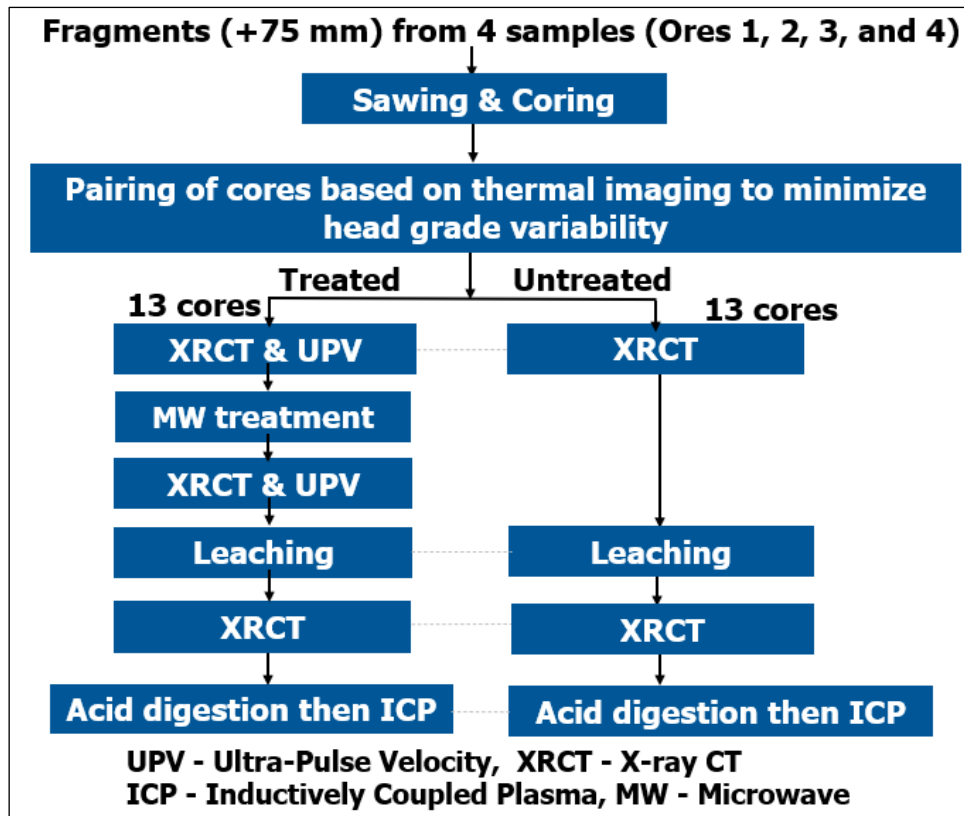 Fragments (+75 mm) from 4 samples (Ores 1, 2, 3, and 4)
Sawing & Coring
Pairing of cores based on thermal imaging to minimize
head grade variability
Treated
Untreated
13 cores
13 cores
XRCT & UPV
XRCT
MW treatment
XRCT & UPV
Leaching
Leaching
XRCT
XRCT
Acid digestion then ICP
Acid digestion then ICP
UPV - Ultra-Pulse Velocity, XRCT - X-ray CT
ICP - Inductively Coupled Plasma, MW - Microwave